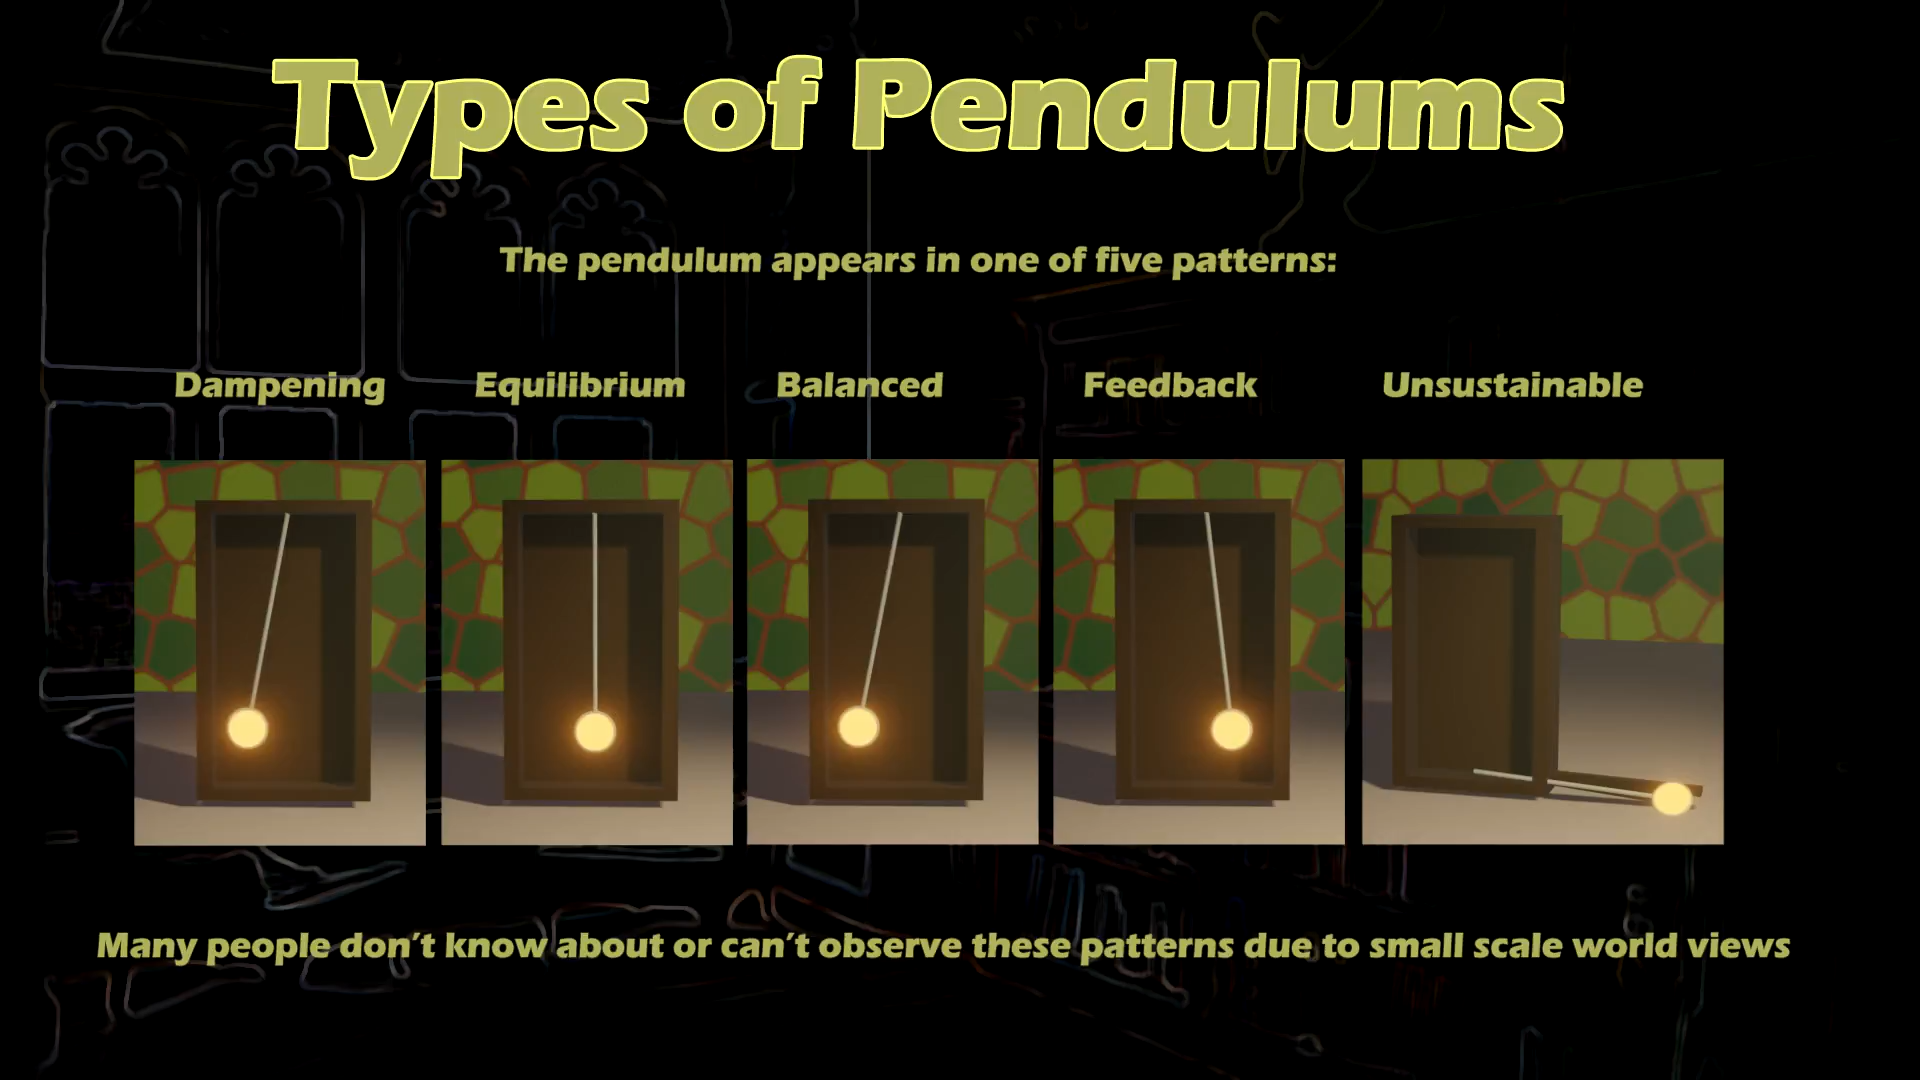 Types of Pendulums
The pendulum appears in one of five patterns:
Dampening
Equilibrium
Balanced
Feedback
Unsustainable
Many people don't know about or can't observe these patterns due to small scale world views